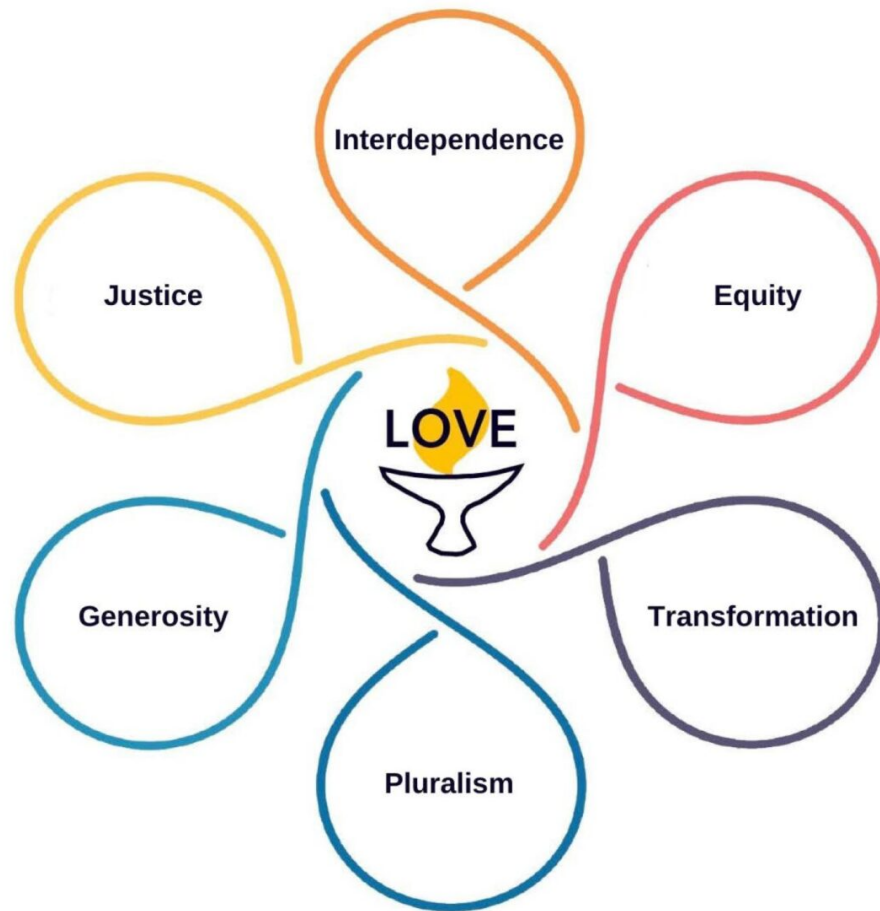 Interdependence
Justice
Equity
LOVE
Generosity
Transformation
Pluralism